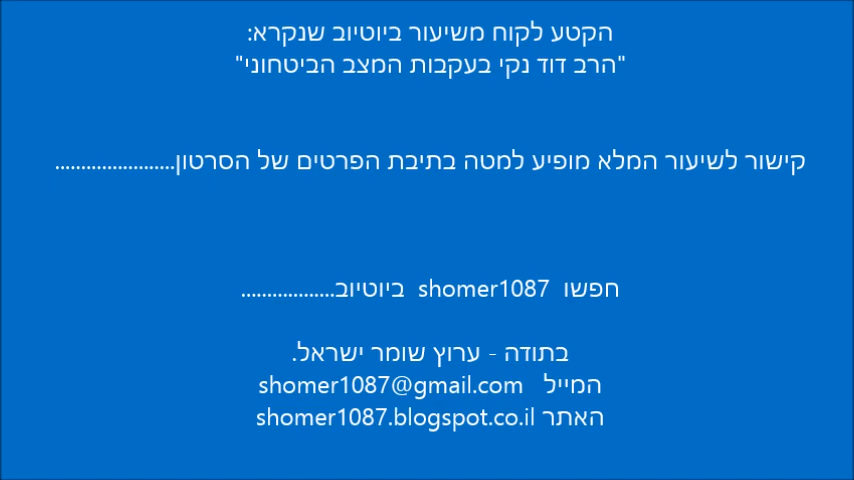 הקטע לקוח משיעור ביוטיוב שנקרא:
"הרב דוד נקי בעקבות המצב הביטחוני"
קישור לשיעור המלא מופיע למטה בתיבת הפרטים של הסרטון.......................
חפשו shomer1087 ביוטיוב..................
בתודה - ערוץ שומר ישראל.
המייל shomer1087@gmail.com
האתר shomer1087.blogspot.co.il